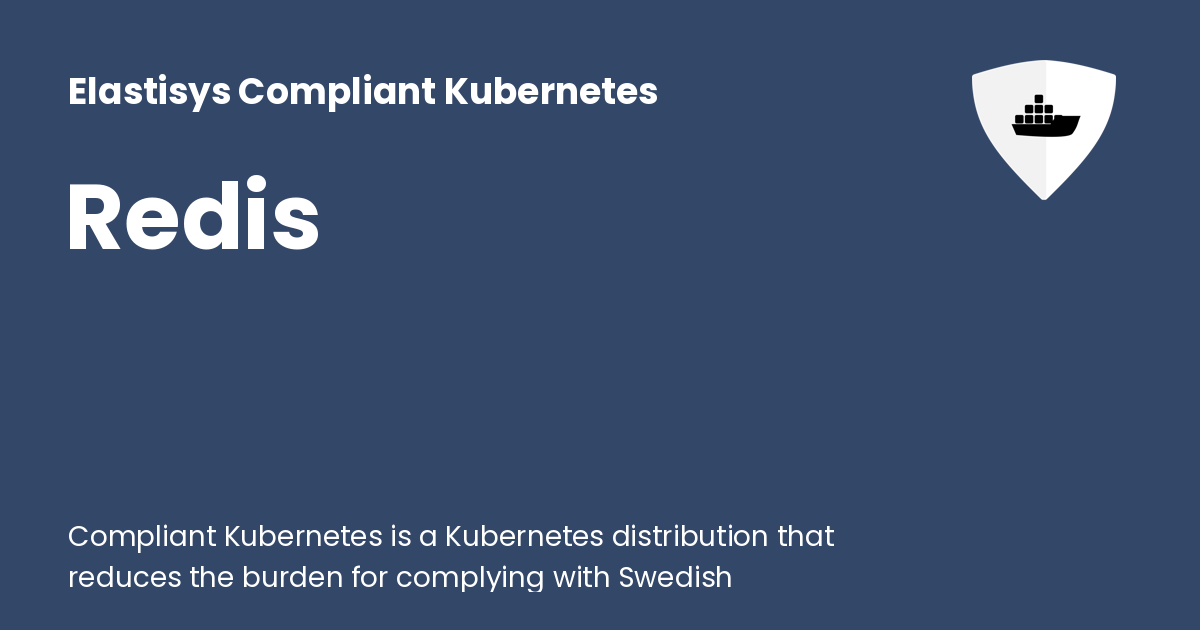 Elastisys Compliant Kubernetes
Redis
Compliant Kubernetes is a Kubernetes distribution that
reduces the burden for complying with Swedish